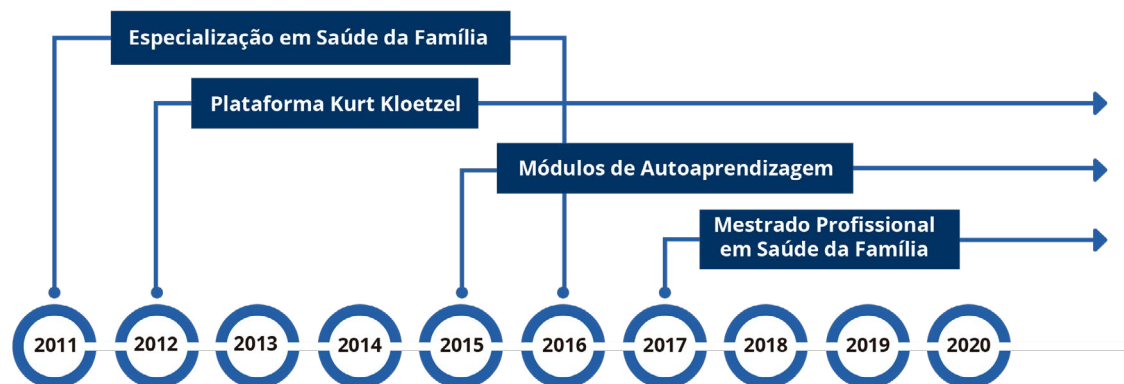 Especialização em Saúde da Família
Plataforma Kurt Kloetzel
Módulos de Autoaprendizagem
Mestrado Profissional
em Saúde da Família
2011
2012
2013
2014
2015
2016
2017
2018
2019
2020